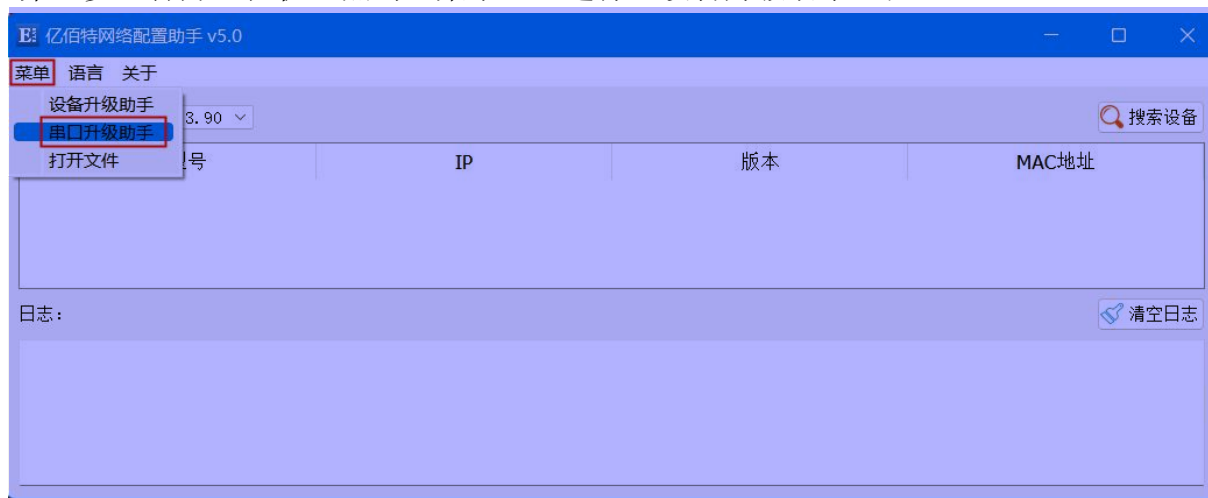 亿佰特网络配置助手 v5.0
菜单 语言 关于
设备升级助手
3.90
搜索设备
串口升级助手
打开文件
号 IP 版本 MAC地址
日志：
清空日志